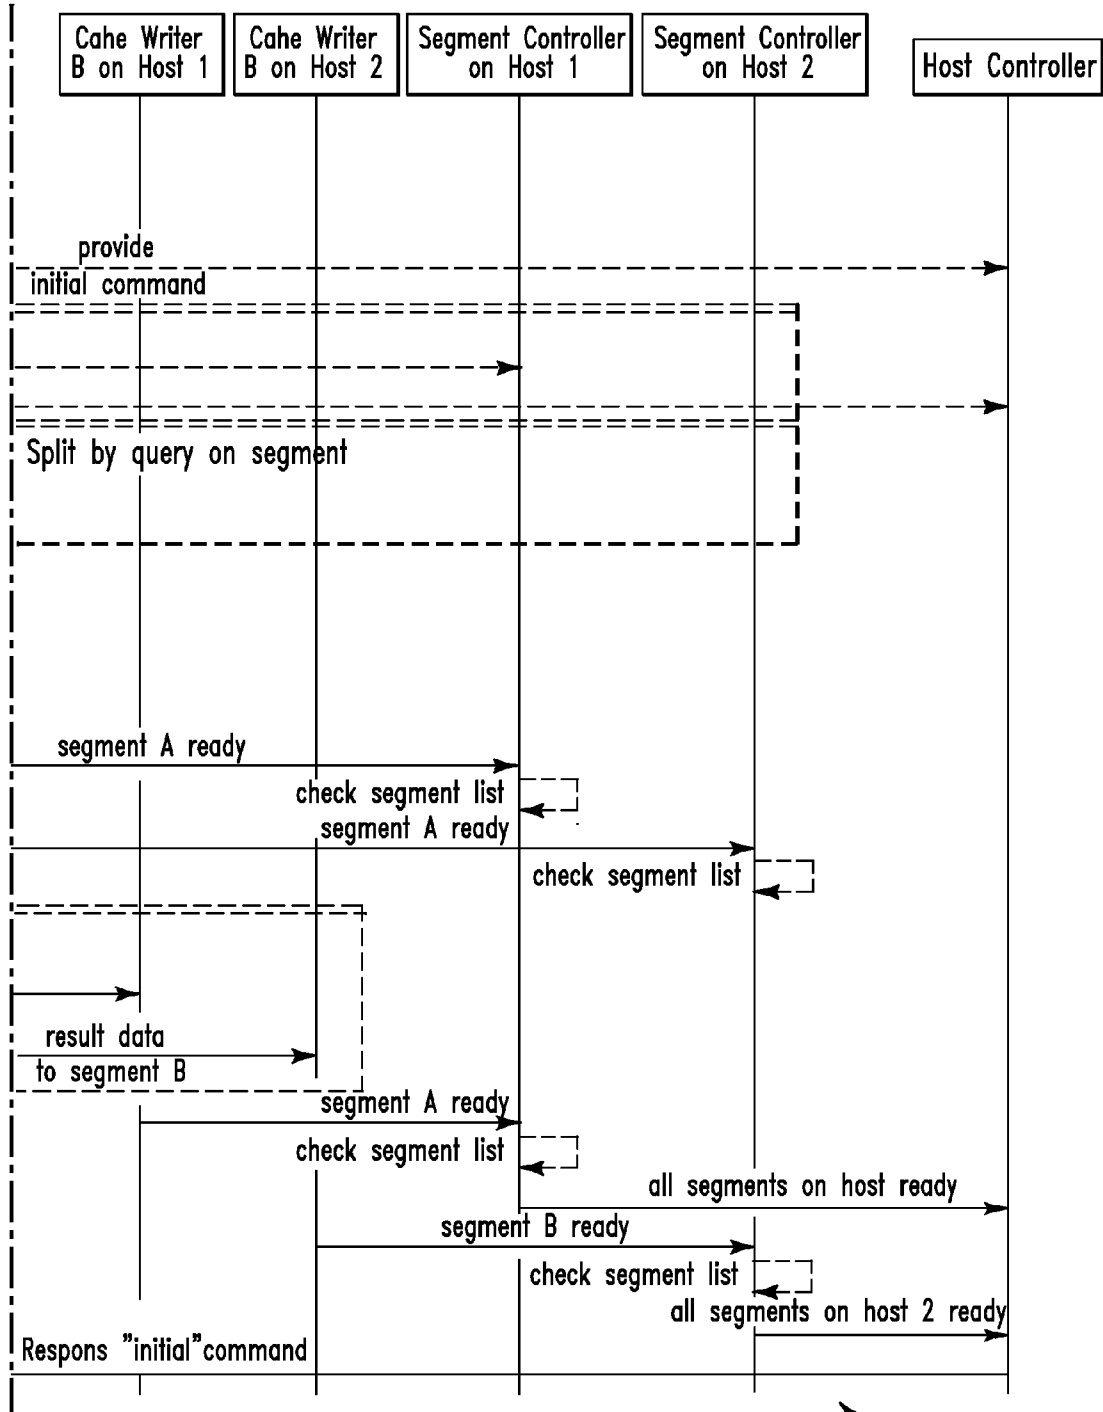 Cahe Writer
B on Host 1
Cahe Writer
B on Host 2
Segment Controller
on Host 1
Segment Controller
on Host 2
Host Controller
provide
initial command
Split by query on segment
segment A ready
check segment list
segment A ready
check segment list
result data
to segment B
segment A ready
check segment list
all segments on host ready
segment B ready
check segment list
all segments on host 2 ready
Respons "initial"command